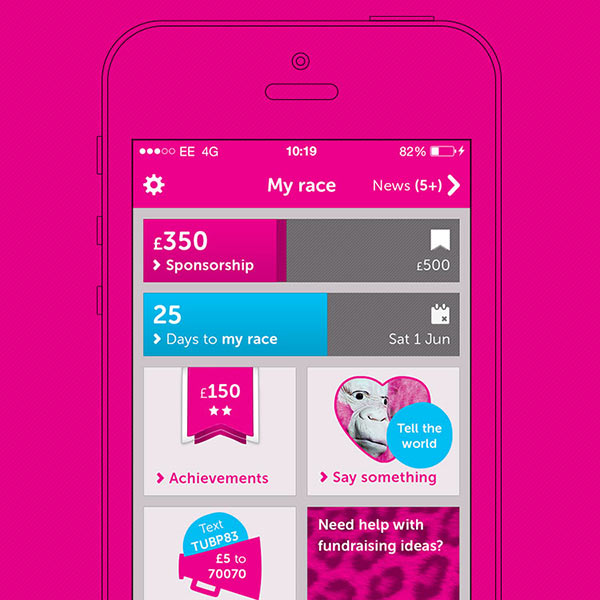 EE 4G 10:19 82%
My race News (5+)
£350
Sponsorship £500
25
Days to my race Sat 1 Jun
£150
Achievements
Tell the
world
Say something
Text
TUBP83
£5 to
70070
Need help with
fundraising ideas?